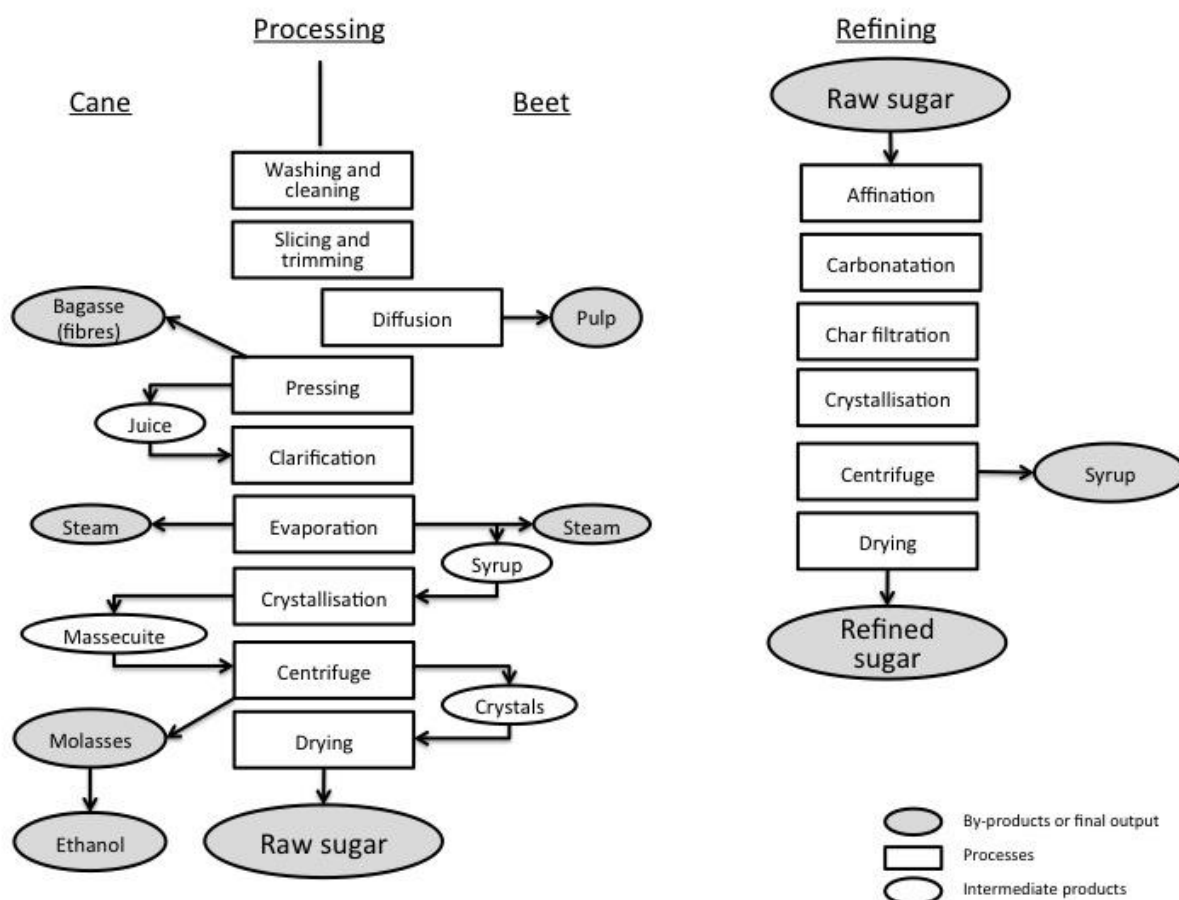 Processing
Cane
Beet
Washing and
cleaning
Slicing and
trimming
Bagasse
(fibres)
Diffusion
Pulp
Pressing
Juice
Clarification
Steam
Evaporation
Steam
Syrup
Crystallisation
Massecuite
Centrifuge
Crystals
Molasses
Drying
Ethanol
Raw sugar
Refining
Raw sugar
Affination
Carbonatation
Char filtration
Crystallisation
Centrifuge
Syrup
Drying
Refined
sugar
By-products or final output
Processes
Intermediate products